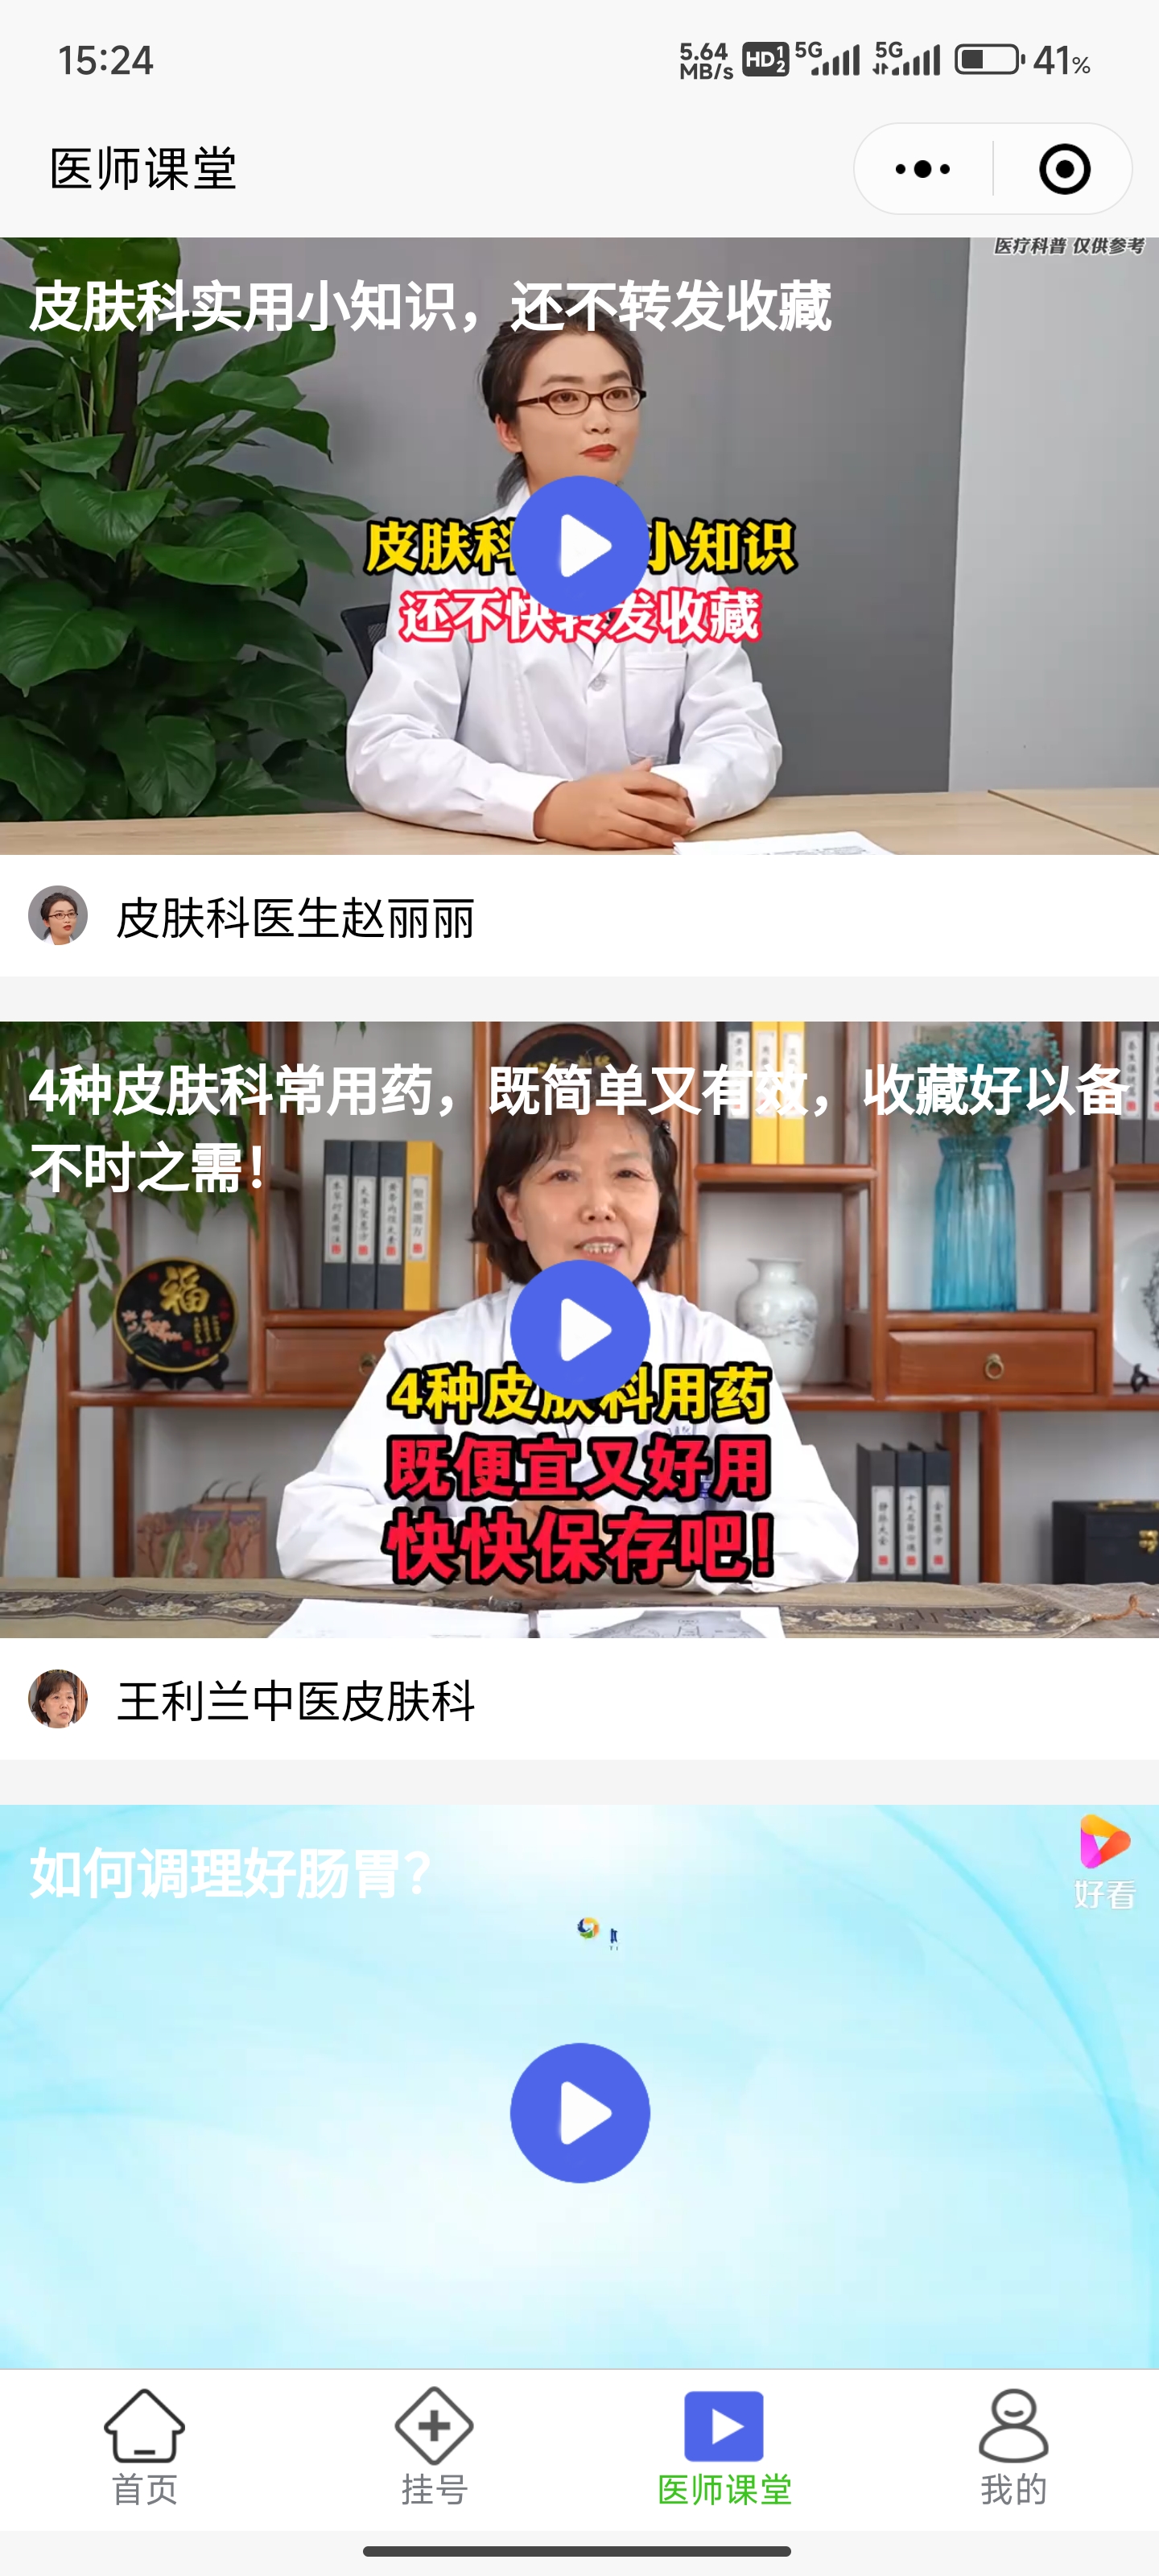 15:24
5.64 MB/s HD 1 2 5G 5G 41%
医师课堂
医疗科普 仅供参考
皮肤科实用小知识，还不转发收藏
皮肤科 小知识
还不快转发收藏
皮肤科医生赵丽丽
4种皮肤科常用药，既简单又有效，收藏好以备
不时之需！
福
4种皮肤科用药
既便宜又好用
快快保存吧！
王利兰中医皮肤科
如何调理好肠胃？
好看
首页
挂号
医师课堂
我的